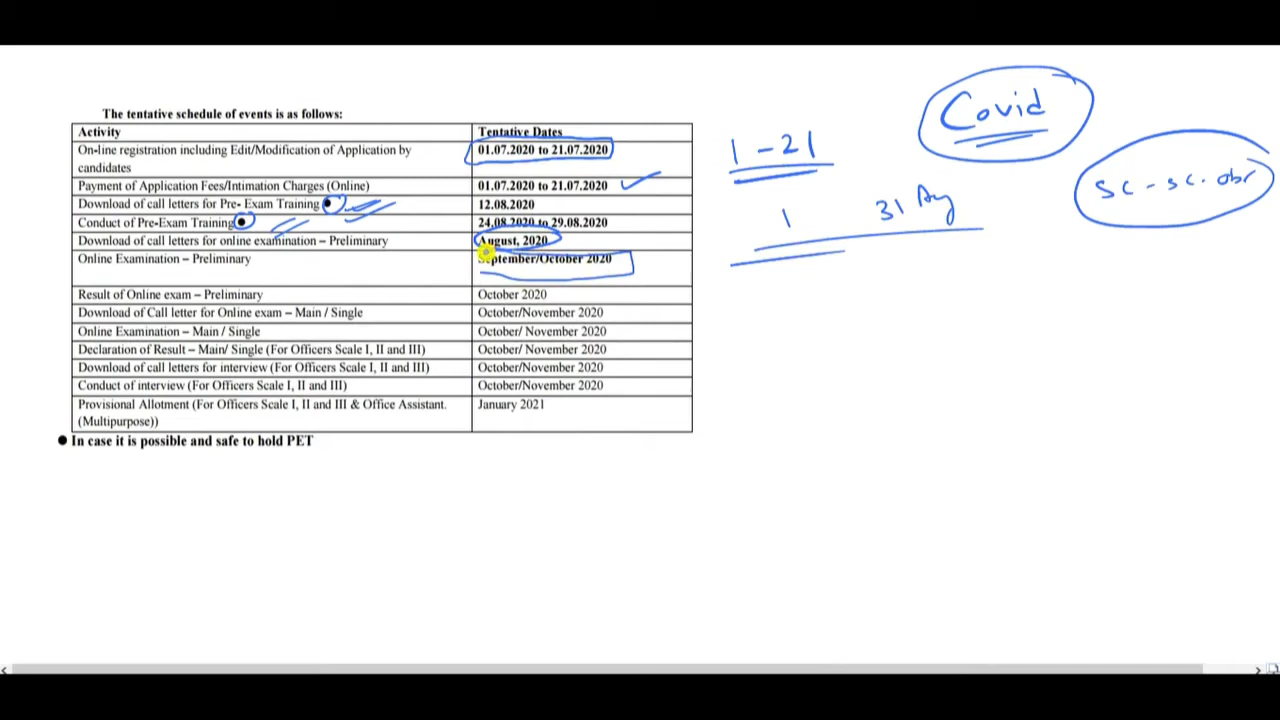 The tentative schedule of events is as follows:
Activity Tentative Dates
On-line registration including Edit/Modification of Application by 01.07.2020 to 21.07.2020
candidates
Payment of Application Fees/Intimation Charges (Online) 01.07.2020 to 21.07.2020
Download of call letters for Pre- Exam Training ● 12.08.2020
Conduct of Pre-Exam Training ● 24.08.2020 to 29.08.2020
Download of call letters for online examination – Preliminary August, 2020
Online Examination – Preliminary September/October 2020
Result of Online exam – Preliminary October 2020
Download of Call letter for Online exam – Main / Single October/November 2020
Online Examination – Main / Single October/ November 2020
Declaration of Result – Main/ Single (For Officers Scale I, II and III) October/ November 2020
Download of call letters for interview (For Officers Scale I, II and III) October/November 2020
Conduct of interview (For Officers Scale I, II and III) October/November 2020
Provisional Allotment (For Officers Scale I, II and III & Office Assistant. January 2021
(Multipurpose))
● In case it is possible and safe to hold PET
Covid
1 - 21
SC - SC - obc
1 31 Aug